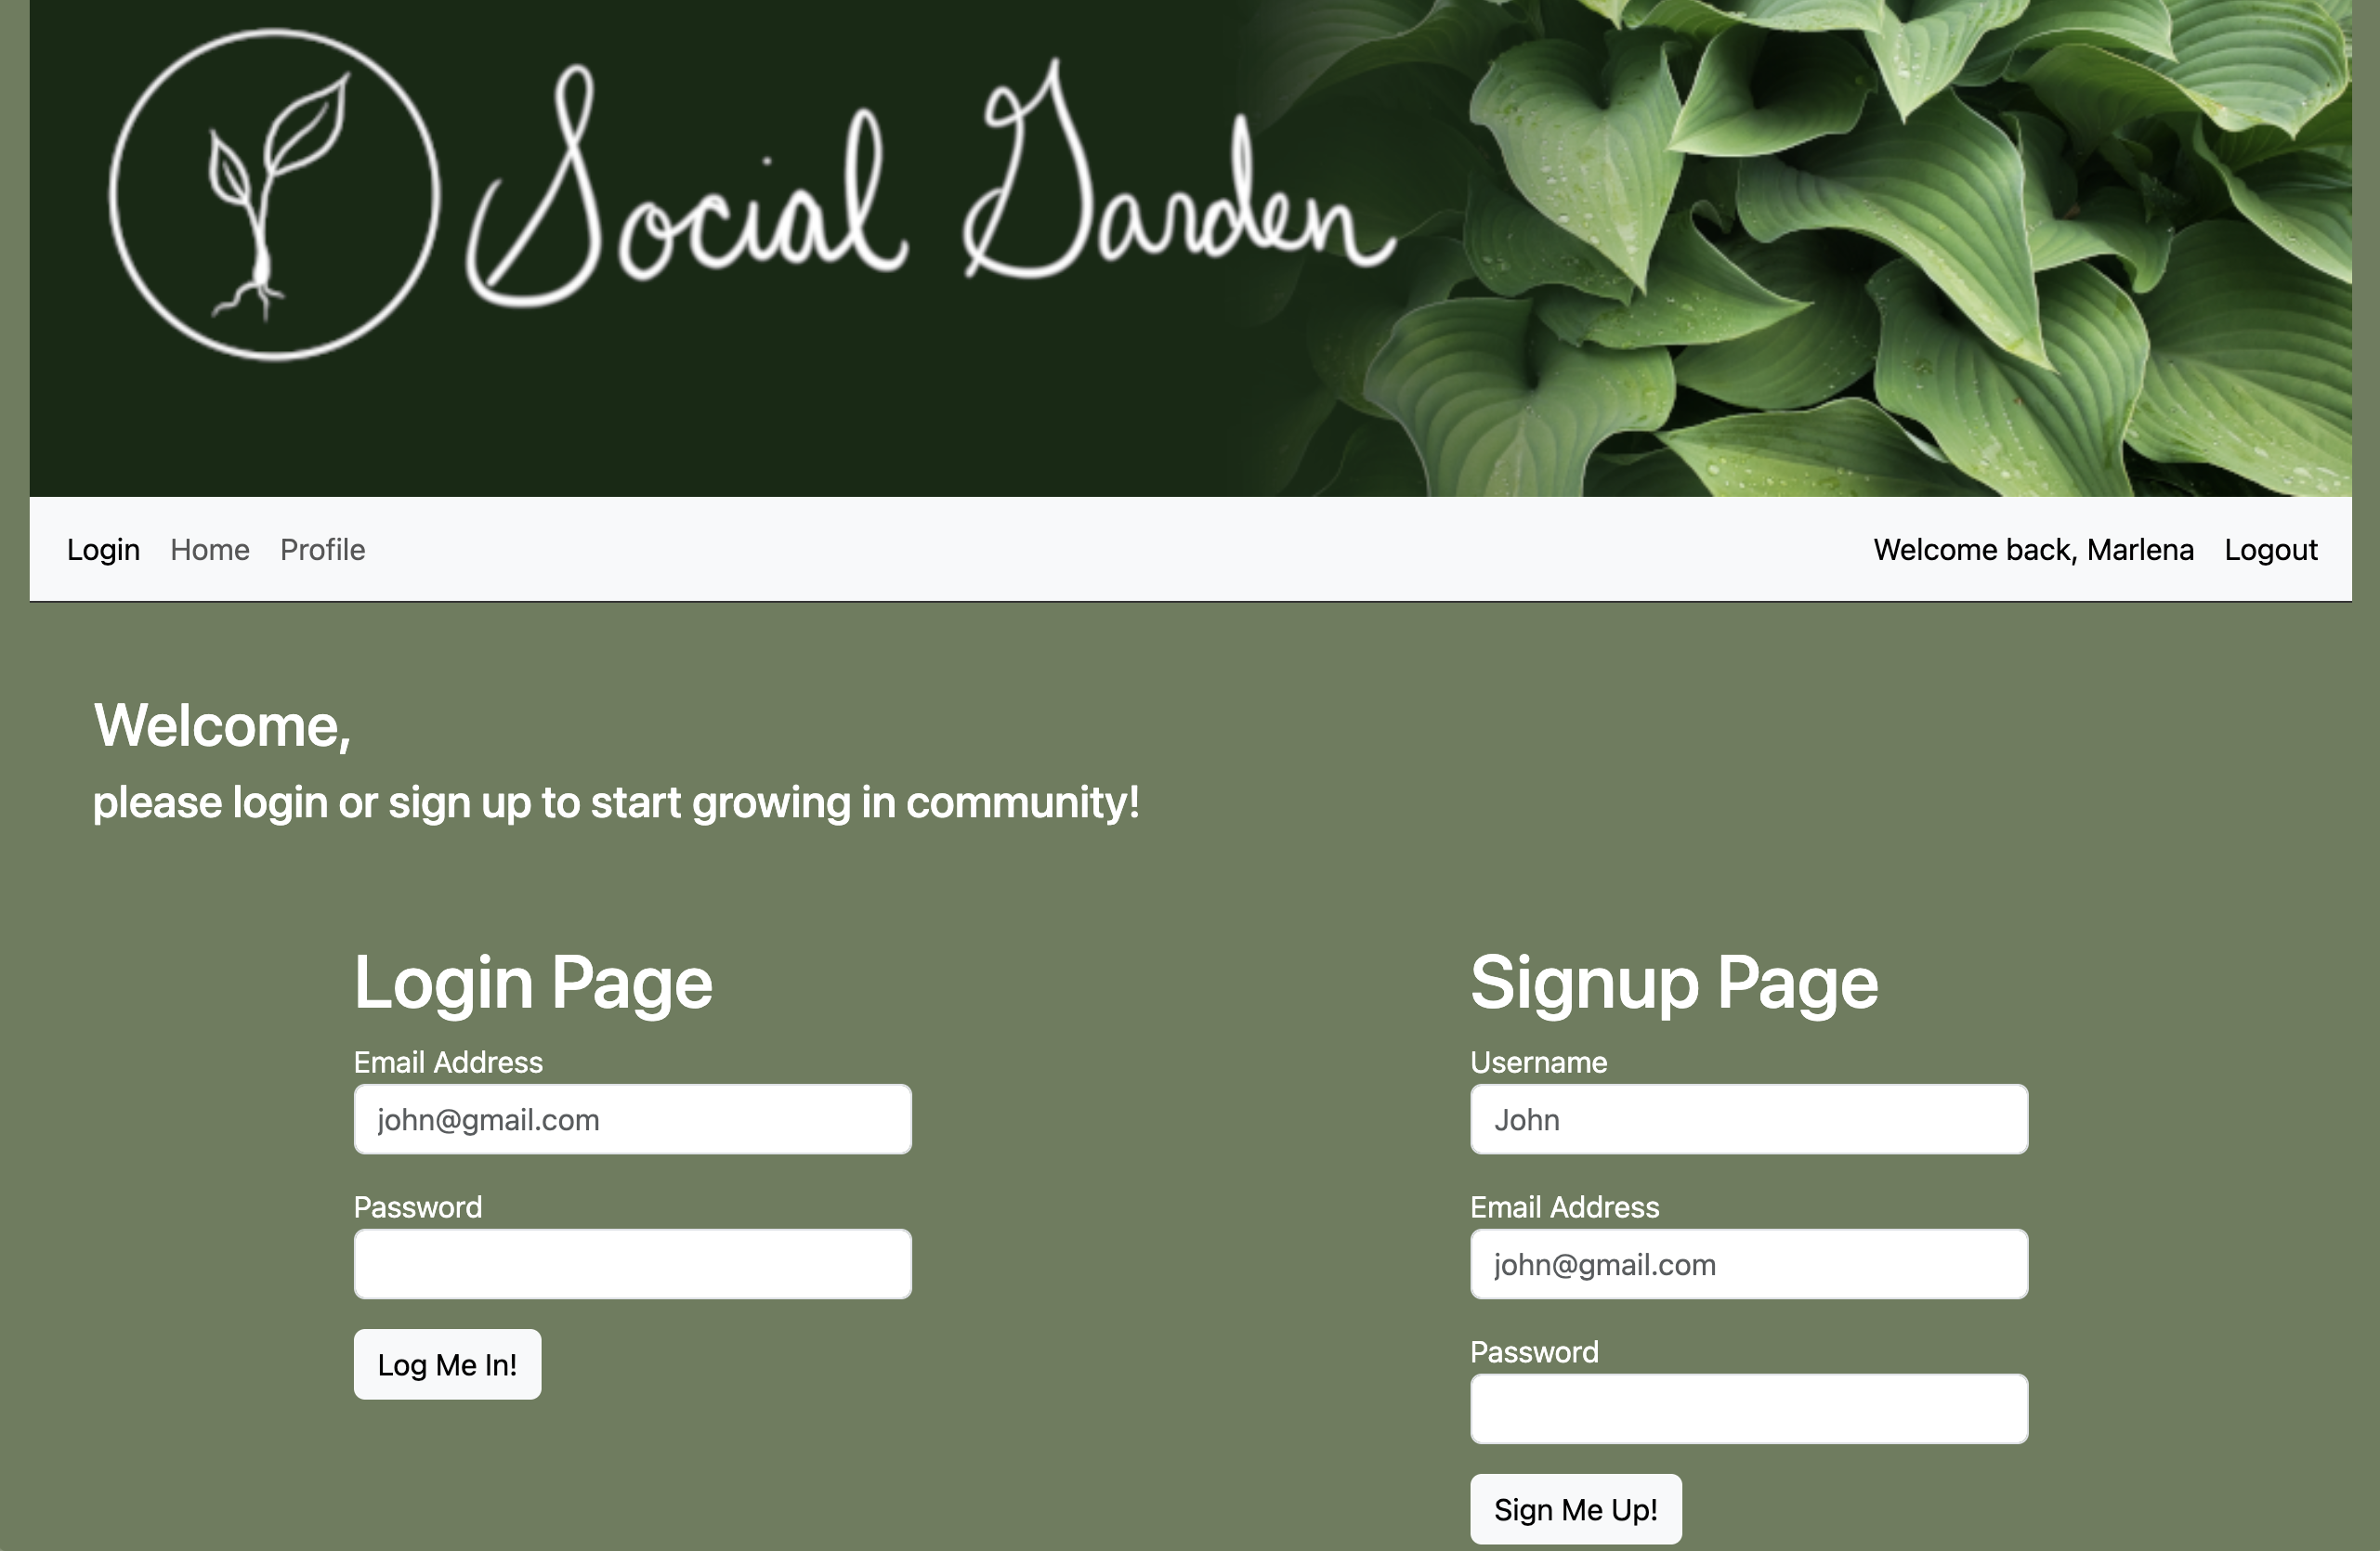 Social Garden
Login Home Profile Welcome back, Marlena Logout
Welcome,
please login or sign up to start growing in community!
Login Page
Email Address
john@gmail.com
Password
Log Me In!
Signup Page
Username
John
Email Address
john@gmail.com
Password
Sign Me Up!